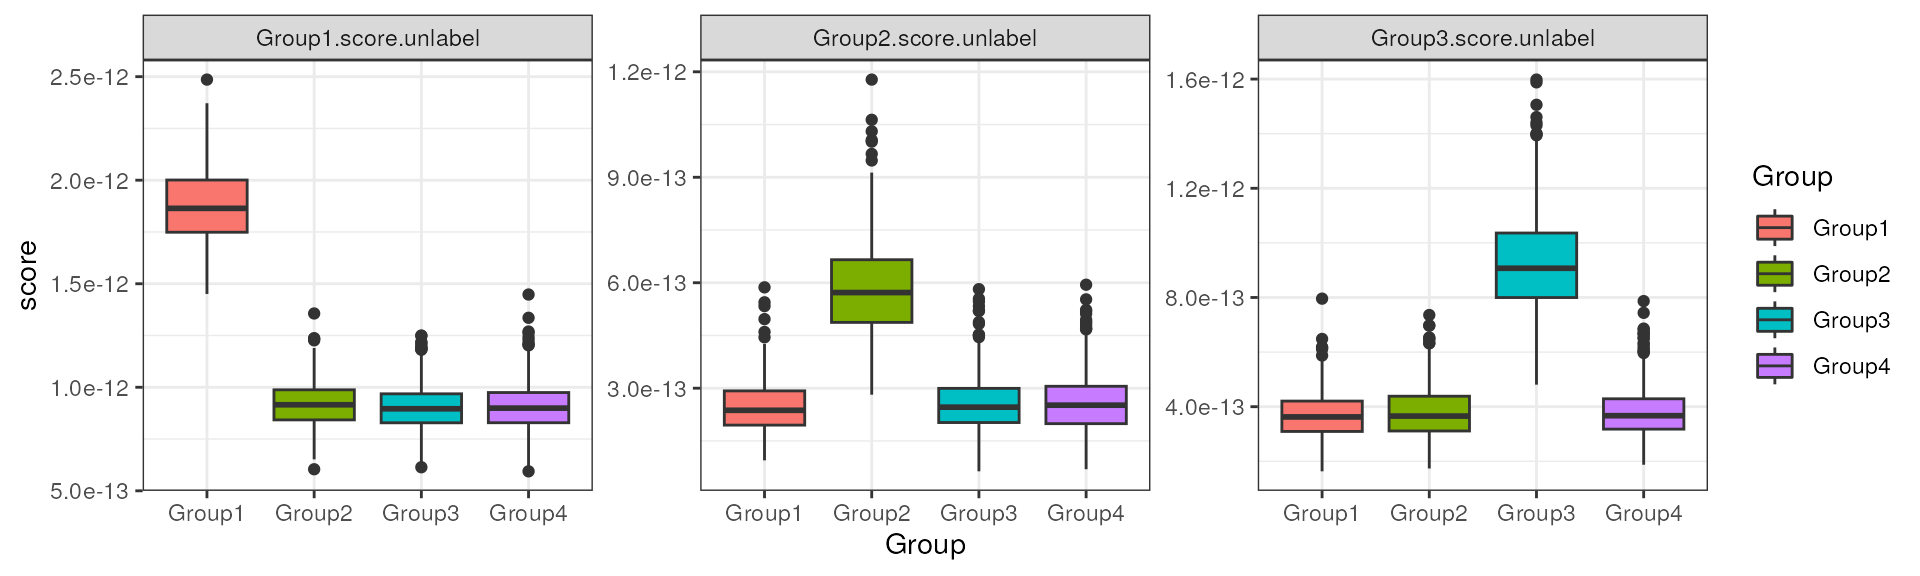 Group1.score.unlabel
Group2.score.unlabel
Group3.score.unlabel
score
2.5e-12
2.0e-12
1.5e-12
1.0e-12
5.0e-13
1.2e-12
9.0e-13
6.0e-13
3.0e-13
1.6e-12
1.2e-12
8.0e-13
4.0e-13
Group1 Group2 Group3 Group4
Group1 Group2 Group3 Group4
Group1 Group2 Group3 Group4
Group
Group
Group1
Group2
Group3
Group4